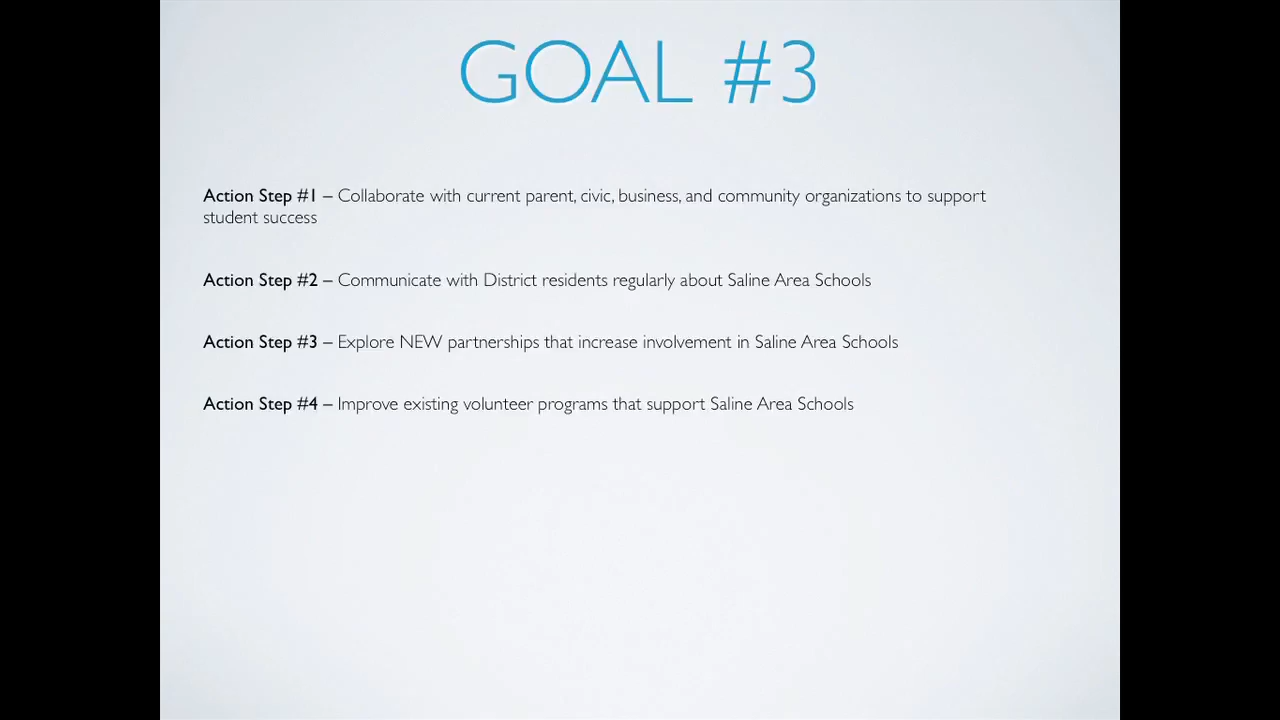 GOAL #3
Action Step #1 – Collaborate with current parent, civic, business, and community organizations to support
student success
Action Step #2 – Communicate with District residents regularly about Saline Area Schools
Action Step #3 – Explore NEW partnerships that increase involvement in Saline Area Schools
Action Step #4 – Improve existing volunteer programs that support Saline Area Schools